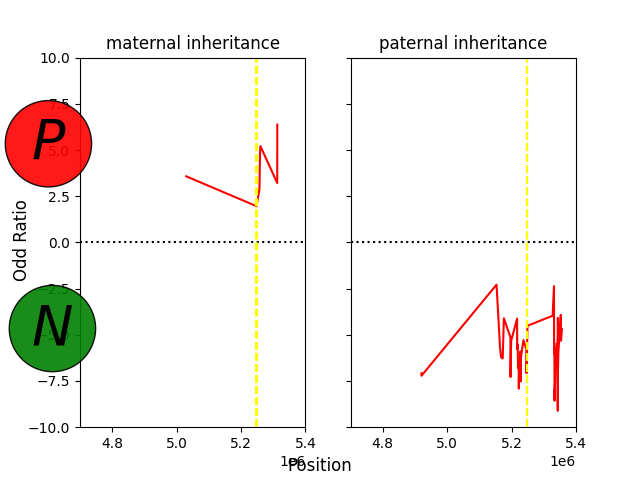 maternal inheritance
paternal inheritance
10.0
7.5
5.0
2.5
0.0
−2.5
−5.0
−7.5
−10.0
P
N
Odd Ratio
4.8 5.0 5.2 5.4
1e6
4.8 5.0 5.2 5.4
1e6
Position